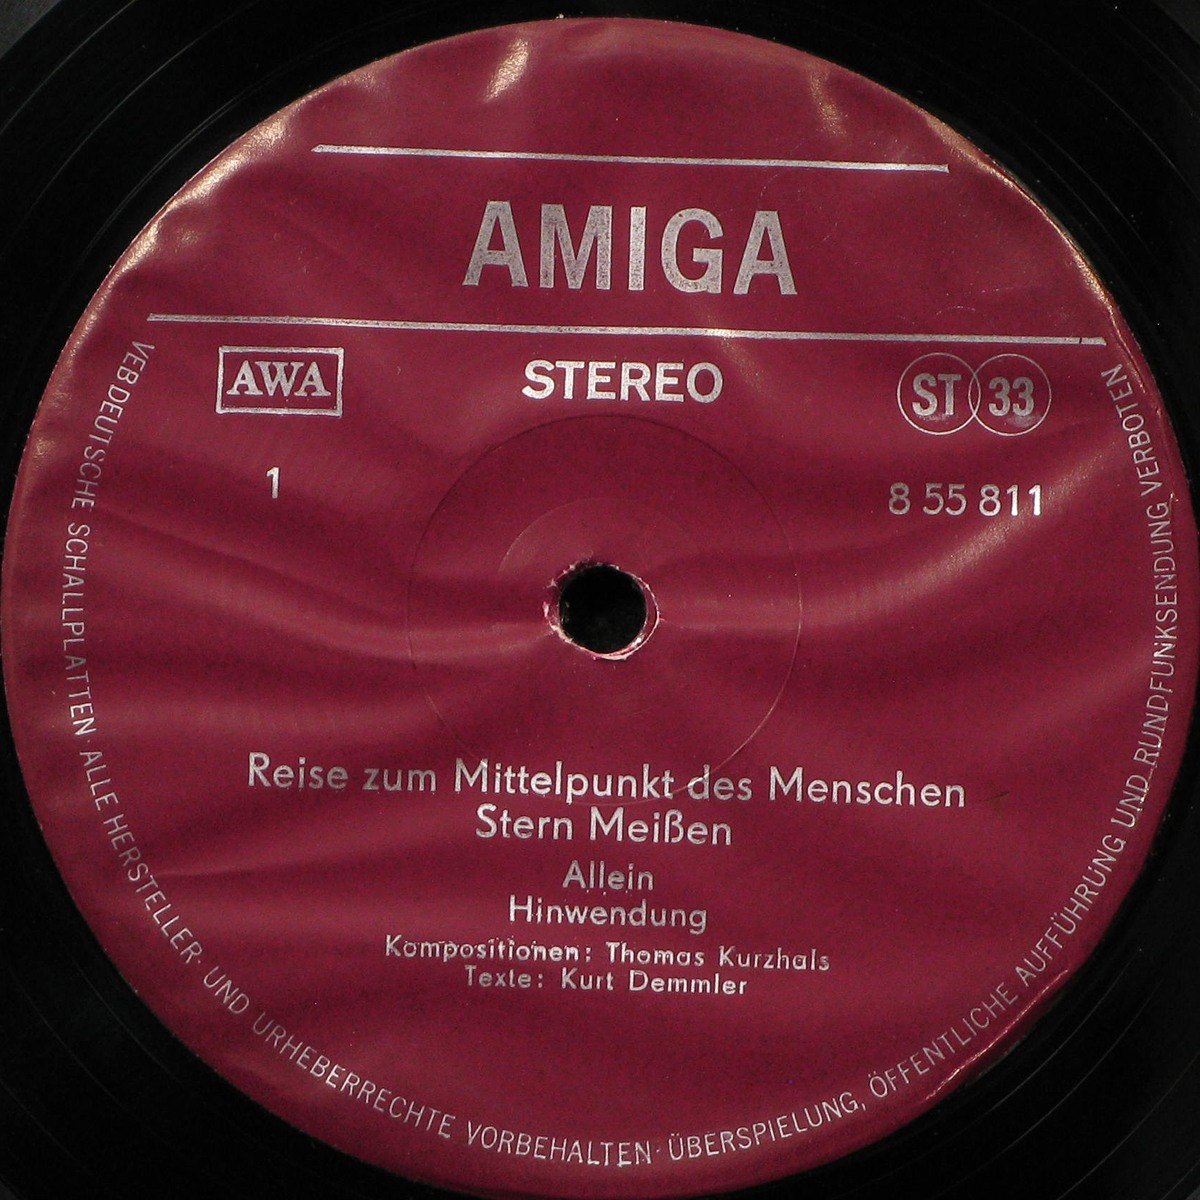 AMIGA
AWA
STEREO
ST 33
1
8 55 811
Reise zum Mittelpunkt des Menschen
Stern Meißen
Allein
Hinwendung
Kompositionen: Thomas Kurzhals
Texte: Kurt Demmler
VEB DEUTSCHE SCHALLPLATTEN · ALLE HERSTELLER- UND URHEBERRECHTE VORBEHALTEN · ÜBERSPIELUNG, ÖFFENTLICHE AUFFÜHRUNG UND RUNDFUNKSENDUNG VERBOTEN